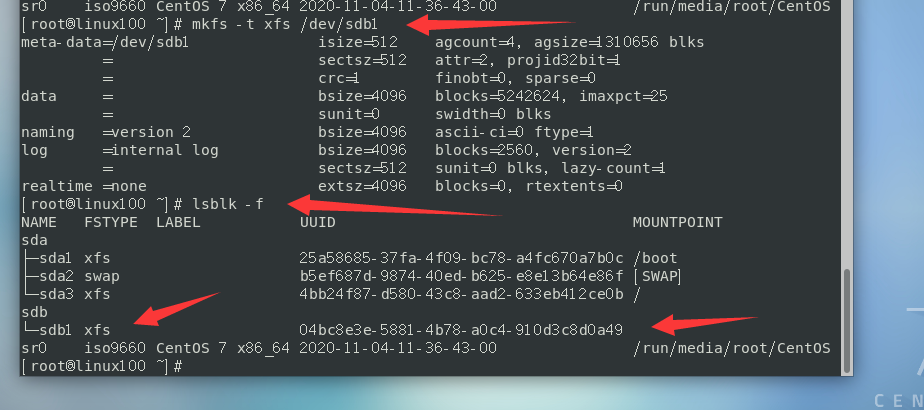 sr0    iso9660 CentOS 7 x86_64 2020-11-04-11-36-43-00                /run/media/root/CentOS
[root@linux100 ~]# mkfs -t xfs /dev/sdb1
meta-data=/dev/sdb1              isize=512    agcount=4, agsize=1310656 blks
         =                       sectsz=512   attr=2, projid32bit=1
         =                       crc=1        finobt=0, sparse=0
data     =                       bsize=4096   blocks=5242624, imaxpct=25
         =                       sunit=0      swidth=0 blks
naming   =version 2              bsize=4096   ascii-ci=0 ftype=1
log      =internal log           bsize=4096   blocks=2560, version=2
         =                       sectsz=512   sunit=0 blks, lazy-count=1
realtime =none                   extsz=4096   blocks=0, rtextents=0
[root@linux100 ~]# lsblk -f
NAME   FSTYPE  LABEL           UUID                                 MOUNTPOINT
sda
├─sda1 xfs                     25a58685-37fa-4f09-bc78-a4fc670a7b0c /boot
├─sda2 swap                    b5ef687d-9874-40ed-b625-e8e13b64e86f [SWAP]
└─sda3 xfs                     4bb24f87-d580-43c8-aad2-633eb412ce0b /
sdb
└─sdb1 xfs                     04bc8e3e-5881-4b78-a0c4-910d3c8d0a49
sr0    iso9660 CentOS 7 x86_64 2020-11-04-11-36-43-00                /run/media/root/CentOS
[root@linux100 ~]#
CEN